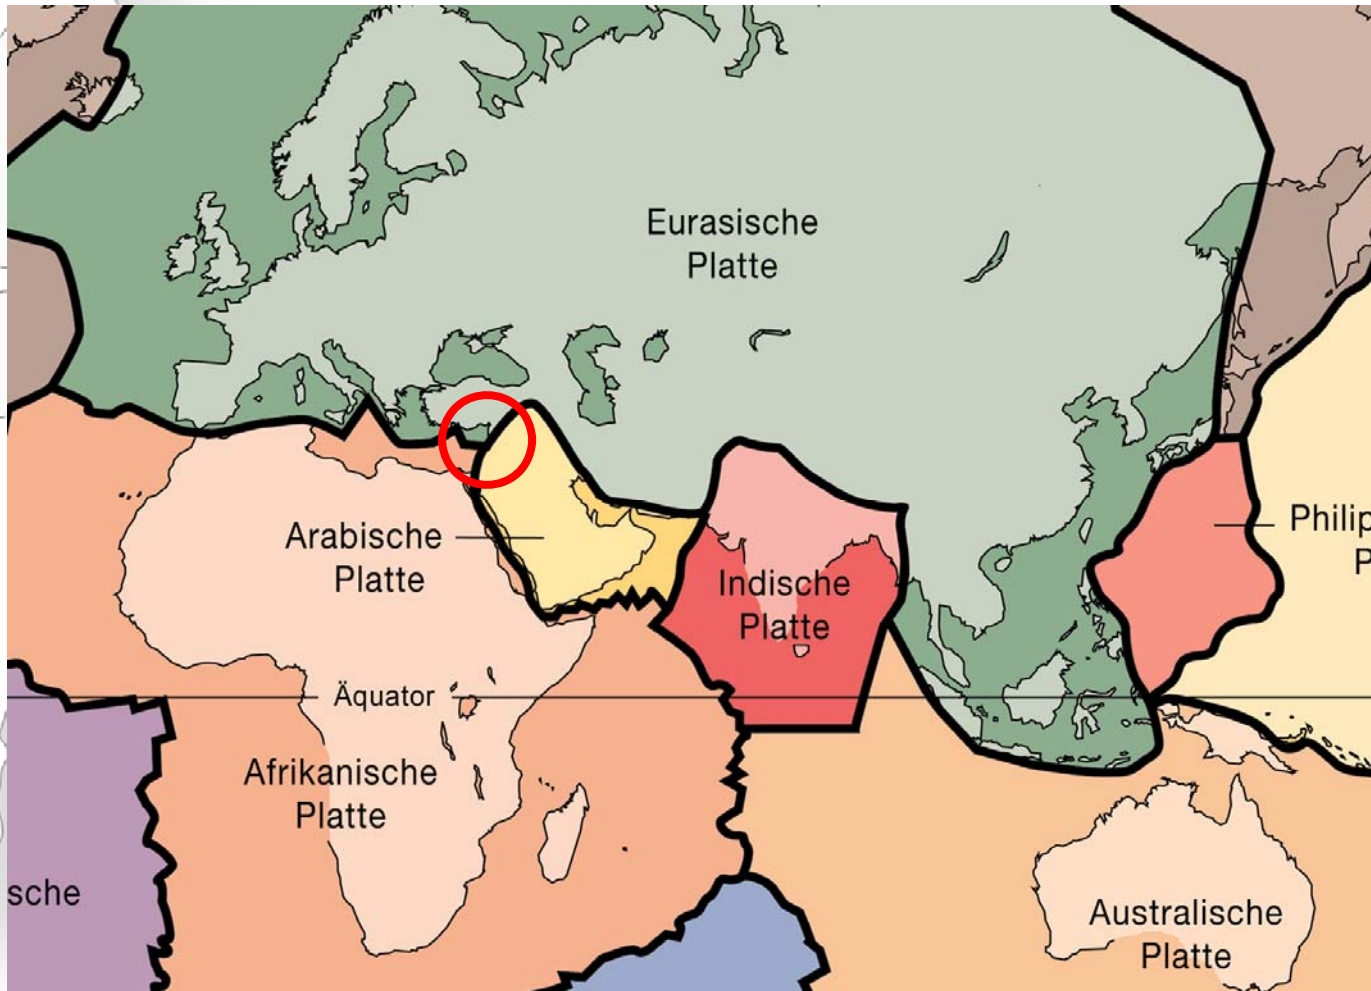 Eurasische
Platte
Arabische
Platte
Philip
P
Indische
Platte
Äquator
Afrikanische
Platte
sche
Australische
Platte